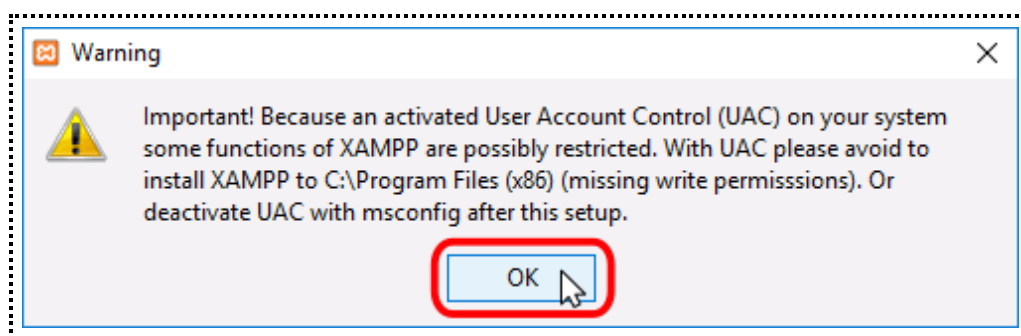 Warning
Important! Because an activated User Account Control (UAC) on your system
some functions of XAMPP are possibly restricted. With UAC please avoid to
install XAMPP to C:\Program Files (x86) (missing write permisssions). Or
deactivate UAC with msconfig after this setup.
OK